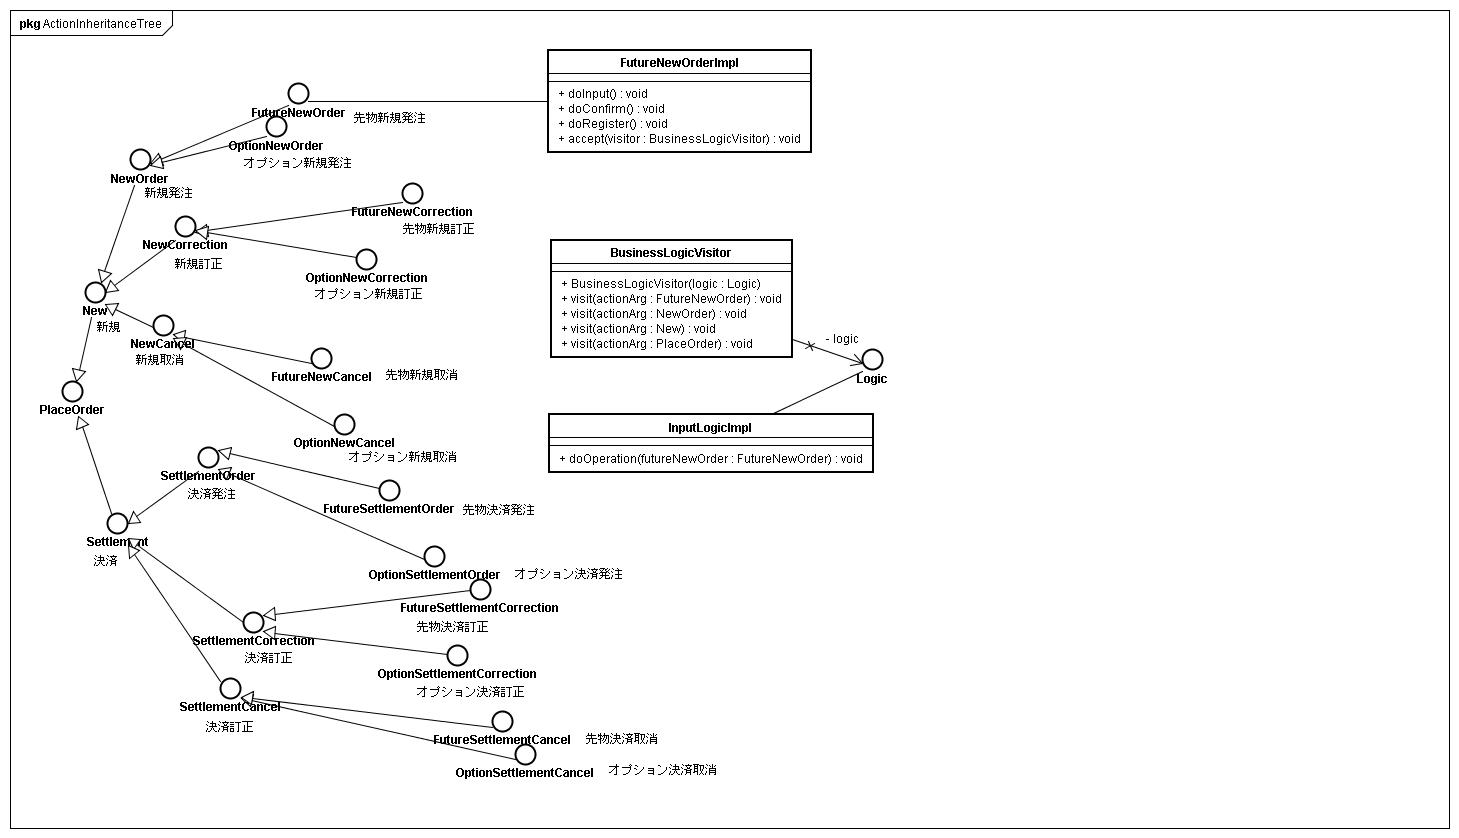 pkg ActionInheritanceTree
FutureNewOrderImpl
+ doInput() : void
+ doConfirm() : void
+ doRegister() : void
+ accept(visitor : BusinessLogicVisitor) : void
FutureNewOrder
先物新規発注
OptionNewOrder
オプション新規発注
NewOrder
新規発注
FutureNewCorrection
先物新規訂正
NewCorrection
新規訂正
OptionNewCorrection
オプション新規訂正
BusinessLogicVisitor
+ BusinessLogicVisitor(logic : Logic)
+ visit(actionArg : FutureNewOrder) : void
+ visit(actionArg : NewOrder) : void
+ visit(actionArg : New) : void
+ visit(actionArg : PlaceOrder) : void
- logic
Logic
New
新規
NewCancel
新規取消
FutureNewCancel
先物新規取消
PlaceOrder
OptionNewCancel
オプション新規取消
InputLogicImpl
+ doOperation(futureNewOrder : FutureNewOrder) : void
SettlementOrder
決済発注
FutureSettlementOrder
先物決済発注
Settlement
決済
OptionSettlementOrder
オプション決済発注
FutureSettlementCorrection
先物決済訂正
SettlementCorrection
決済訂正
OptionSettlementCorrection
オプション決済訂正
SettlementCancel
決済訂正
FutureSettlementCancel
先物決済取消
OptionSettlementCancel
オプション決済取消